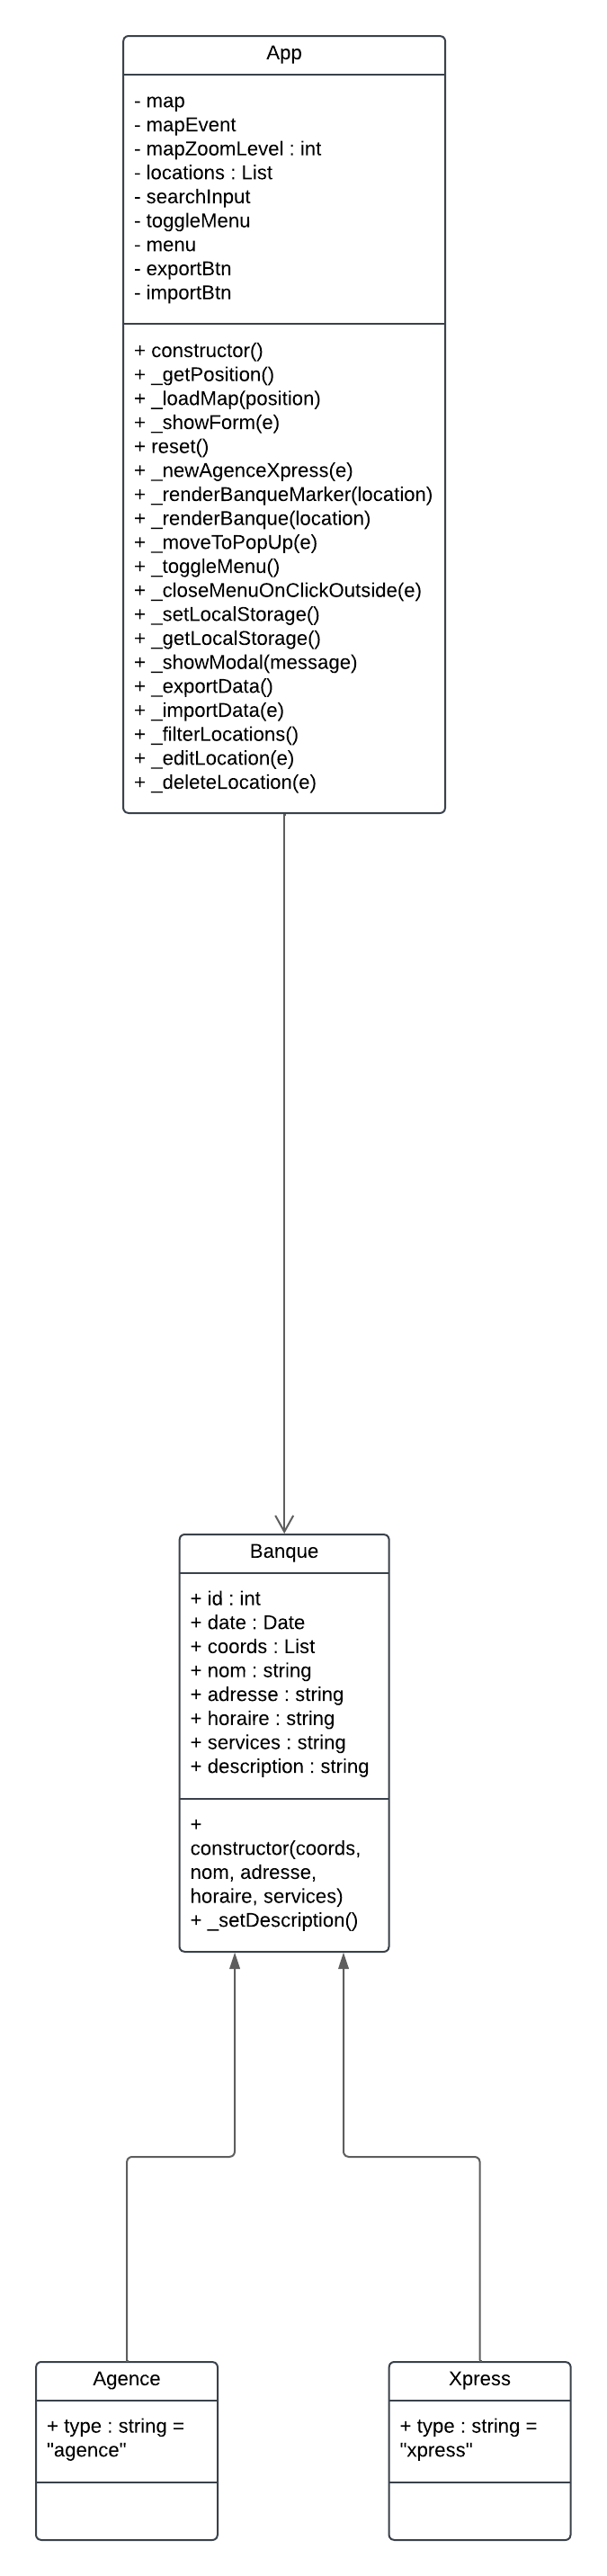 App
- map
- mapEvent
- mapZoomLevel : int
- locations : List
- searchInput
- toggleMenu
- menu
- exportBtn
- importBtn
+ constructor()
+ _getPosition()
+ _loadMap(position)
+ _showForm(e)
+ reset()
+ _newAgenceXpress(e)
+ _renderBanqueMarker(location)
+ _renderBanque(location)
+ _moveToPopUp(e)
+ _toggleMenu()
+ _closeMenuOnClickOutside(e)
+ _setLocalStorage()
+ _getLocalStorage()
+ _showModal(message)
+ _exportData()
+ _importData(e)
+ _filterLocations()
+ _editLocation(e)
+ _deleteLocation(e)
Banque
+ id : int
+ date : Date
+ coords : List
+ nom : string
+ adresse : string
+ horaire : string
+ services : string
+ description : string
+
constructor(coords,
nom, adresse,
horaire, services)
+ _setDescription()
Agence
+ type : string =
"agence"
Xpress
+ type : string =
"xpress"